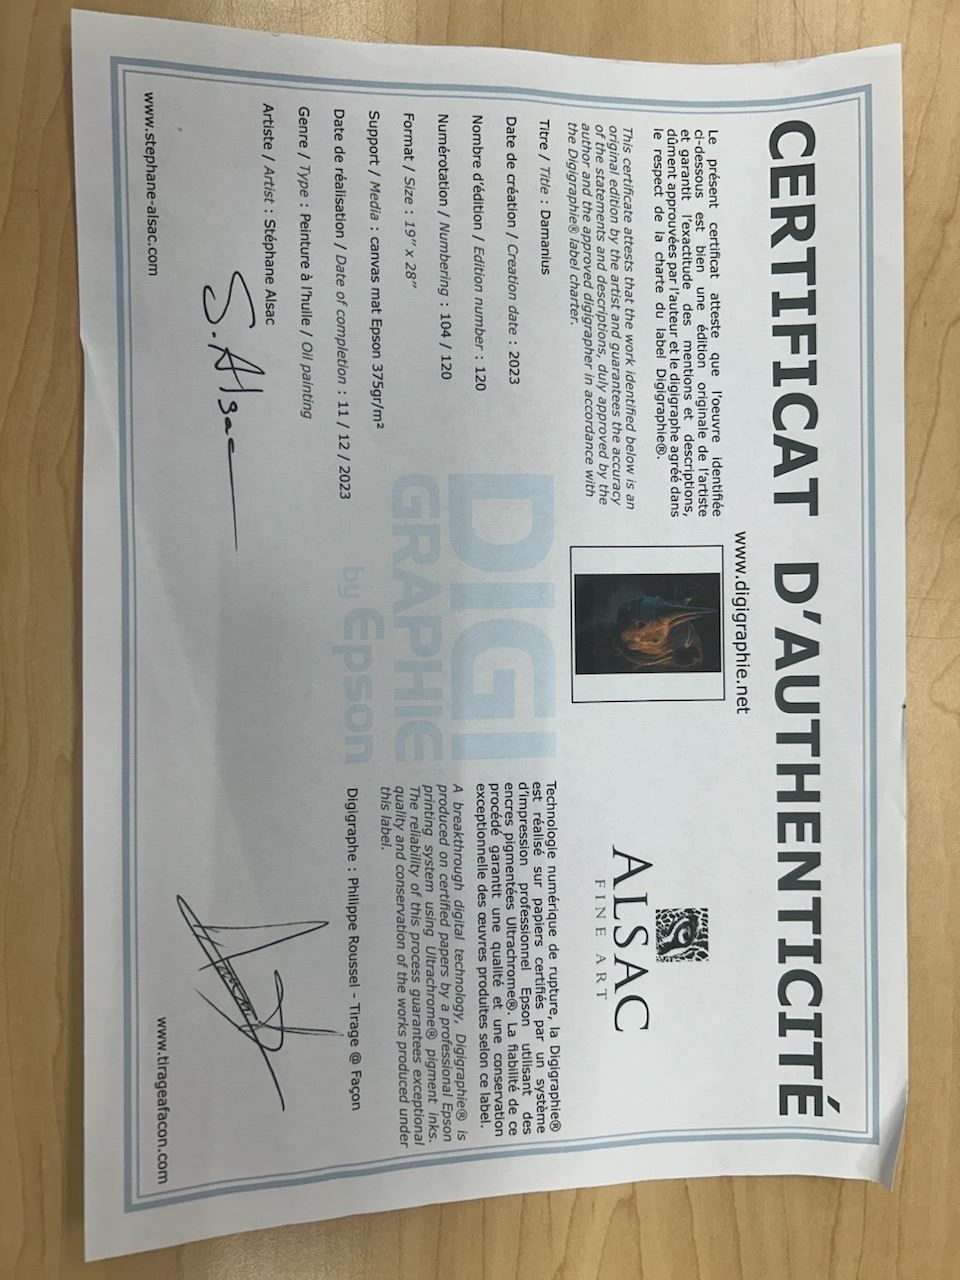 CERTIFICAT D'AUTHENTICITÉ
www.digigraphie.net
Le présent certificat atteste que l'oeuvre identifiée
ci-dessous est bien une édition originale de l'artiste
et garantit l'exactitude des mentions et descriptions,
dûment approuvées par l'auteur et le digigraphe agréé dans
le respect de la charte du label Digigraphie®.
This certificate attests that the work identified below is an
original edition by the artist and guarantees the accuracy
of the statements and descriptions, duly approved by the
author and the approved digigrapher in accordance with
the Digigraphie® label charter.
Titre / Title : Damanius
Date de création / Creation date : 2023
Nombre d'édition / Edition number : 120
Numérotation / Numbering : 104 / 120
Format / Size : 19" x 28"
Support / Media : canvas mat Epson 375gr/m²
Date de réalisation / Date of completion : 11 / 12 / 2023
Genre / Type : Peinture à l'huile / Oil painting
Artiste / Artist : Stéphane Alsac
S. Alsac
www.stephane-alsac.com
DIGI
GRAPHIE
by Epson
ALSAC
FINE ART
Technologie numérique de rupture, la Digigraphie®
est réalisé sur papiers certifiés par un système
d'impression professionnel Epson utilisant des
encres pigmentées Ultrachrome®. La fiabilité de ce
procédé garantit une qualité et une conservation
exceptionnelle des œuvres produites selon ce label.
A breakthrough digital technology, Digigraphie® is
produced on certified papers by a professional Epson
printing system using Ultrachrome® pigment inks.
The reliability of this process guarantees exceptional
quality and conservation of the works produced under
this label.
Digigraphe : Philippe Roussel - Tirage @ Façon
www.tirageafacon.com